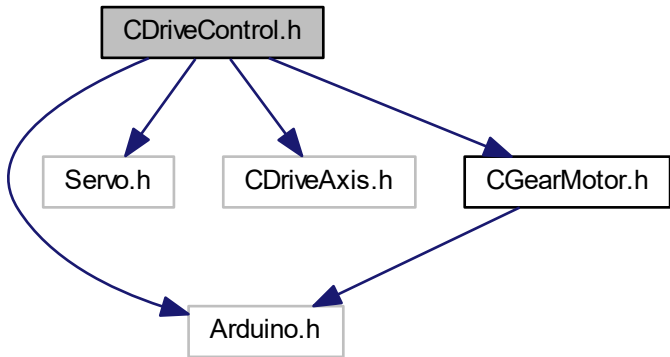 CDriveControl.h
Servo.h
CDriveAxis.h
CGearMotor.h
Arduino.h